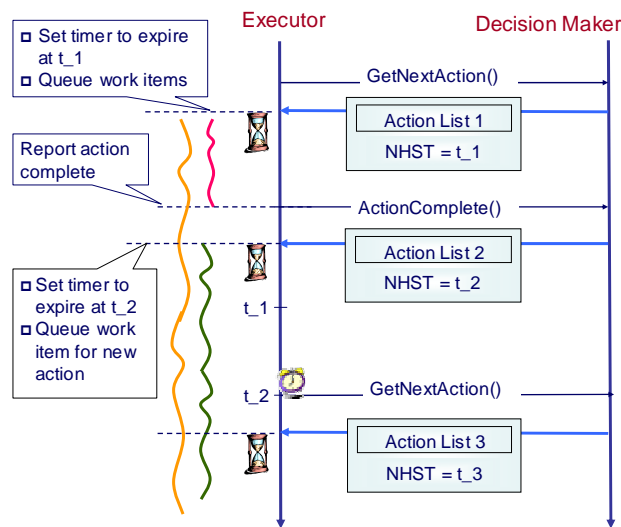 Executor
Decision Maker
Set timer to expire
at t_1
Queue work items
GetNextAction()
Action List 1
NHST = t_1
Report action
complete
ActionComplete()
Action List 2
NHST = t_2
Set timer to
expire at t_2
Queue work
item for new
action
t_1
t_2
GetNextAction()
Action List 3
NHST = t_3